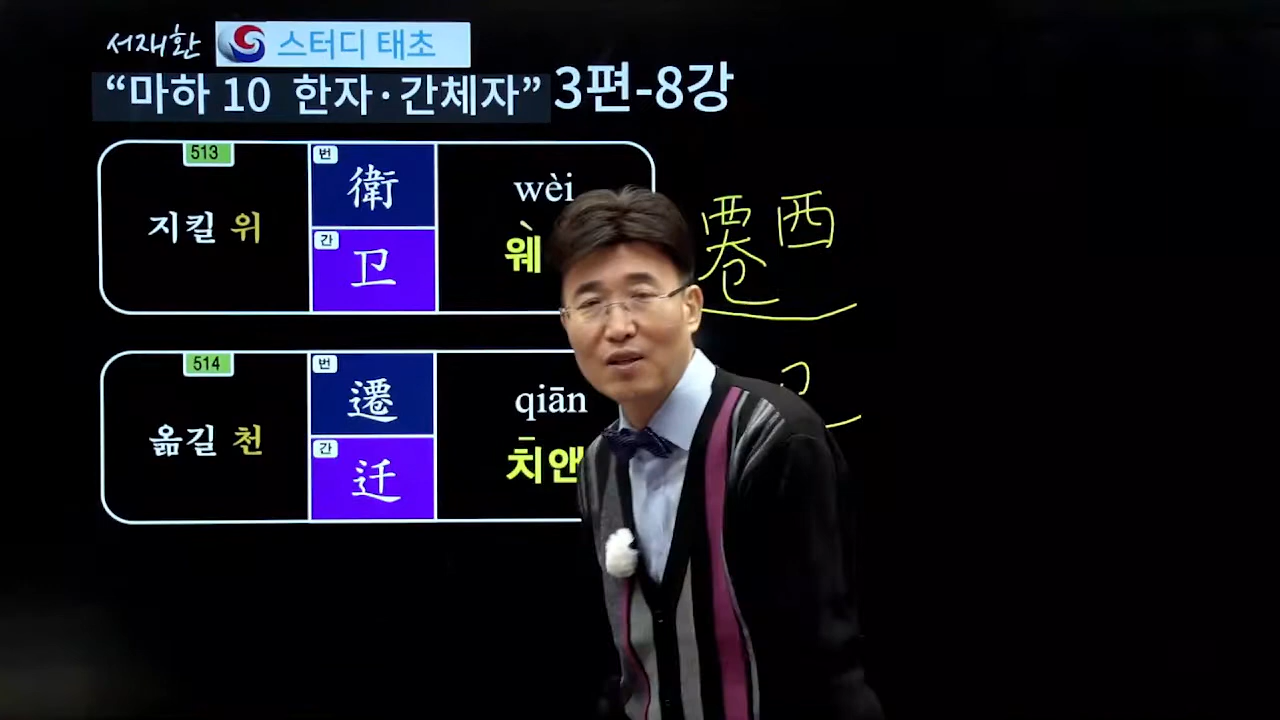 서재환 스터디 태초
“마하 10 한자·간체자” 3편-8강
513
지킬 위
번 衛
간 卫
wèi
웨
514
옮길 천
번 遷
간 迁
qiān
치앤
西